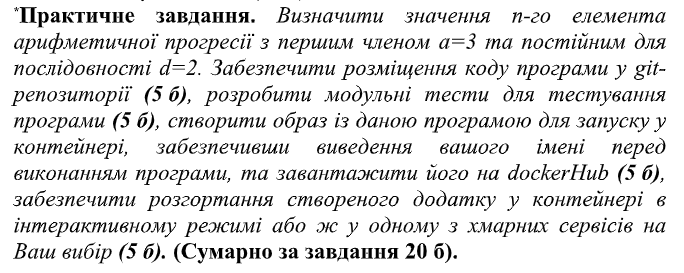 *Практичне завдання. Визначити значення n-го елемента
арифметичної прогресії з першим членом a=3 та постійним для
послідовності d=2. Забезпечити розміщення коду програми у git-
репозиторії (5 б), розробити модульні тести для тестування
програми (5 б), створити образ із даною програмою для запуску у
контейнері, забезпечивши виведення вашого імені перед
виконанням програми, та завантажити його на dockerHub (5 б),
забезпечити розгортання створеного додатку у контейнері в
інтерактивному режимі або ж у одному з хмарних сервісів на
Ваш вибір (5 б). (Сумарно за завдання 20 б).